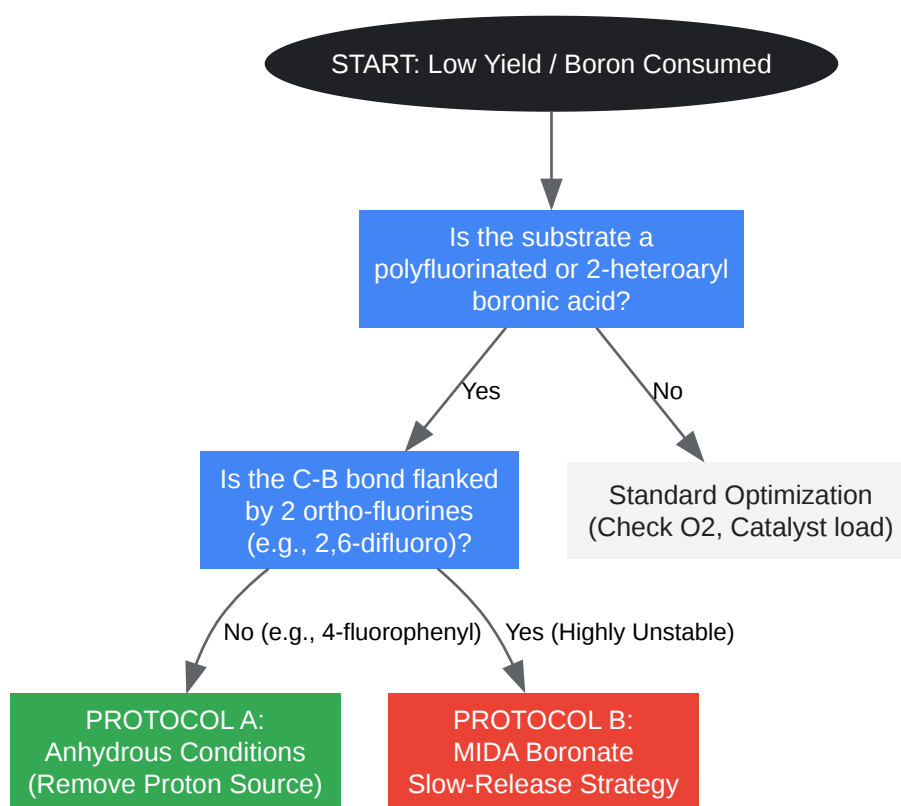 START: Low Yield / Boron Consumed
Is the substrate a
polyfluorinated or 2-heteroaryl
boronic acid?
Yes
No
Is the C-B bond flanked
by 2 ortho-fluorines
(e.g., 2,6-difluoro)?
Standard Optimization
(Check O2, Catalyst load)
No (e.g., 4-fluorophenyl)
Yes (Highly Unstable)
PROTOCOL A:
Anhydrous Conditions
(Remove Proton Source)
PROTOCOL B:
MIDA Boronate
Slow-Release Strategy